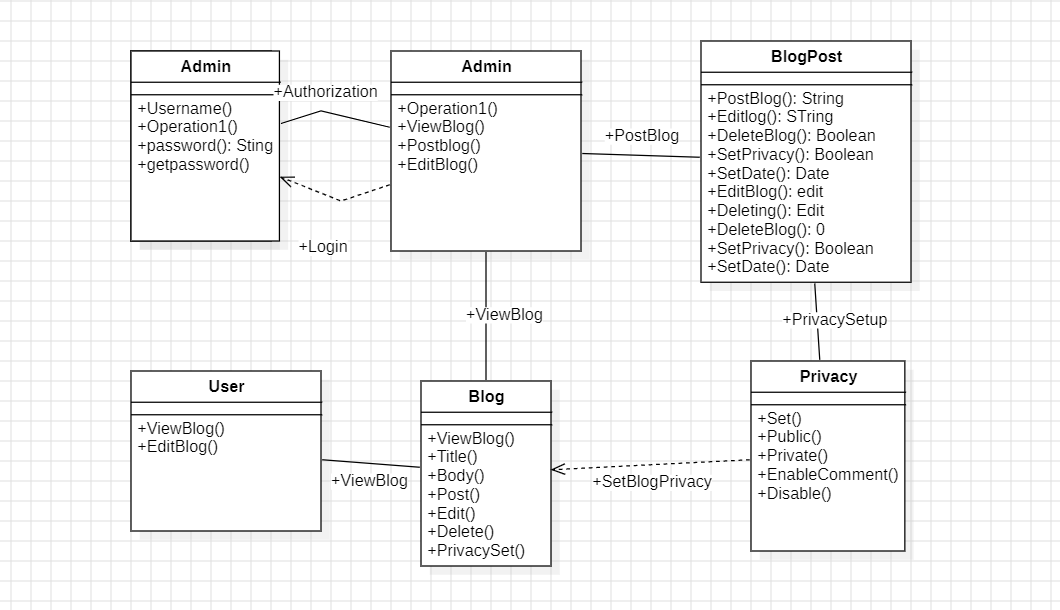 Admin
+Username()
+Operation1()
+password(): Sting
+getpassword()
+Authorization
+Login
Admin
+Operation1()
+ViewBlog()
+Postblog()
+EditBlog()
+PostBlog
BlogPost
+PostBlog(): String
+Editlog(): STring
+DeleteBlog(): Boolean
+SetPrivacy(): Boolean
+SetDate(): Date
+EditBlog(): edit
+Deleting(): Edit
+DeleteBlog(): 0
+SetPrivacy(): Boolean
+SetDate(): Date
+ViewBlog
+PrivacySetup
User
+ViewBlog()
+EditBlog()
+ViewBlog
Blog
+ViewBlog()
+Title()
+Body()
+Post()
+Edit()
+Delete()
+PrivacySet()
+SetBlogPrivacy
Privacy
+Set()
+Public()
+Private()
+EnableComment()
+Disable()